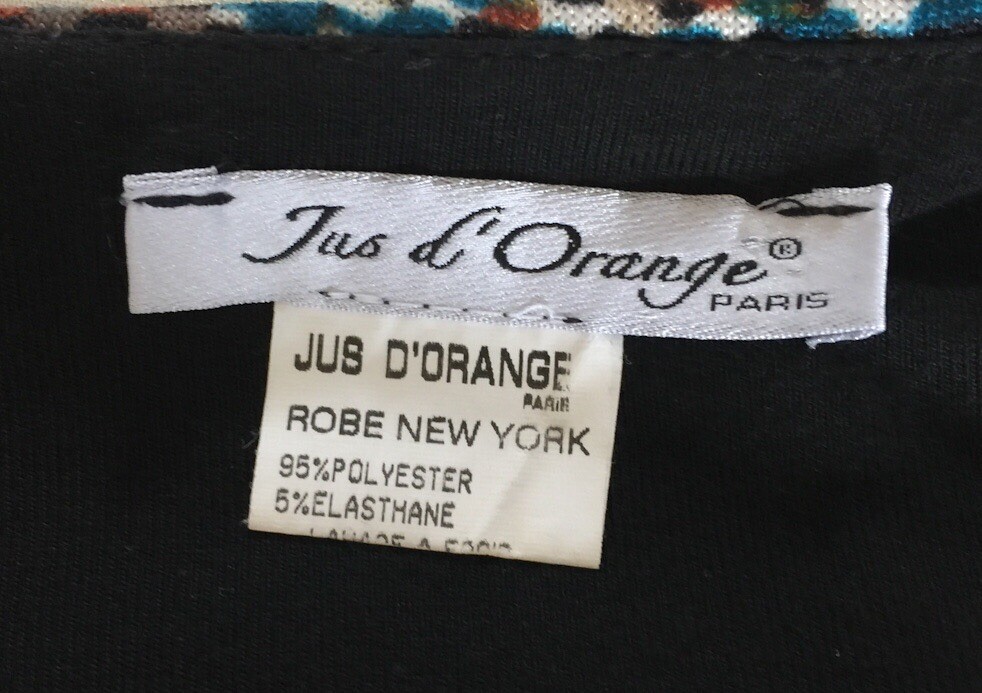 Jus d'Orange®
PARIS
JUS D'ORANGE
PARIS
ROBE NEW YORK
95%POLYESTER
5%ELASTHANE